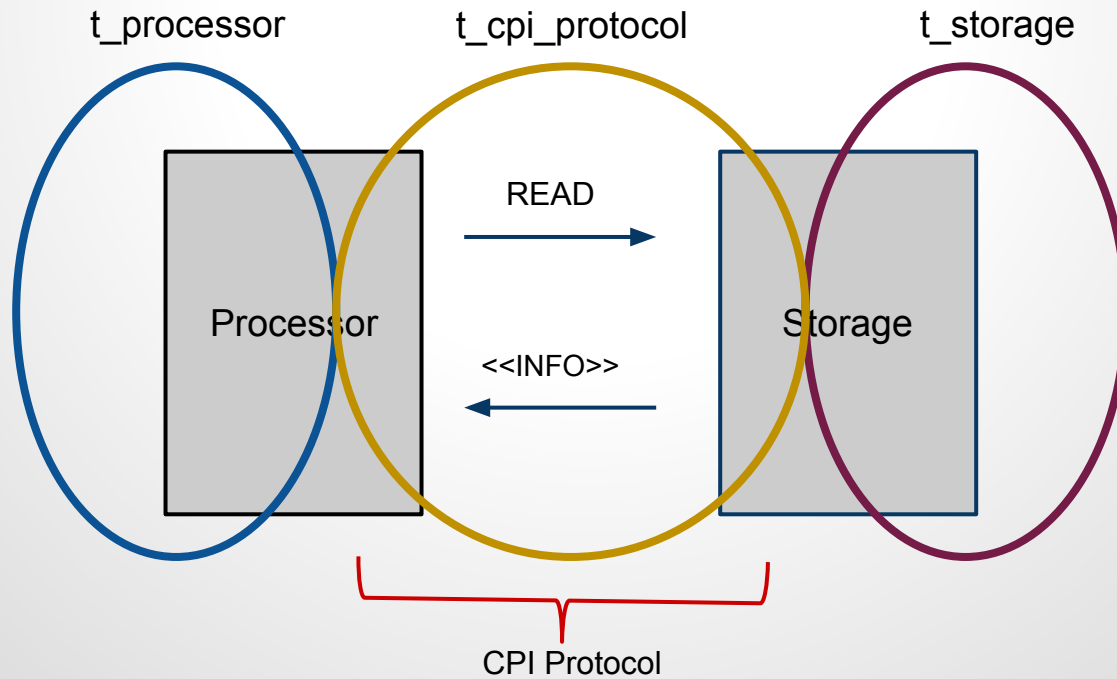 t_processor
t_cpi_protocol
t_storage
READ
Processor
Storage
<<INFO>>
CPI Protocol